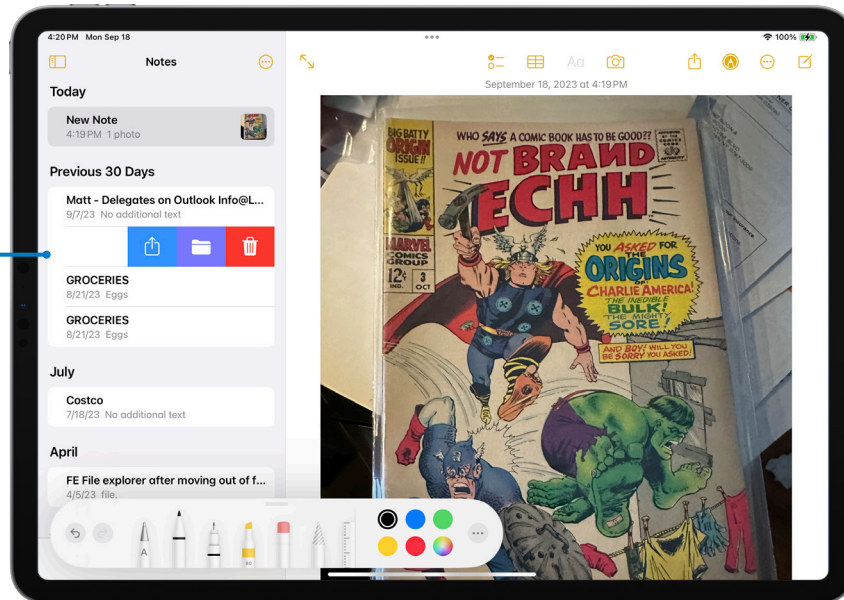 4:20 PM Mon Sep 18
100%
Notes
Today
New Note
4:19 PM 1 photo
Previous 30 Days
Matt - Delegates on Outlook Info@L...
9/7/23 No additional text
GROCERIES
8/21/23 Eggs
GROCERIES
8/21/23 Eggs
July
Costco
7/18/23 No additional text
April
FE File explorer after moving out of f...
4/5/23 file.
A
Aa
September 18, 2023 at 4:19 PM
BIG BATTY
ORIGIN
ISSUE!!
MARVEL
COMICS
GROUP
12¢
IND.
3
OCT
WHO SAYS A COMIC BOOK HAS TO BE GOOD??
NOT BRAND
ECHH
YOU ASKED FOR
THE
ORIGINS
OF
CHARLIE AMERICA!
THE INEDIBLE
BULK!
THE MIGHTY
SORE!
AND BOY! WILL YOU
BE SORRY YOU ASKED!